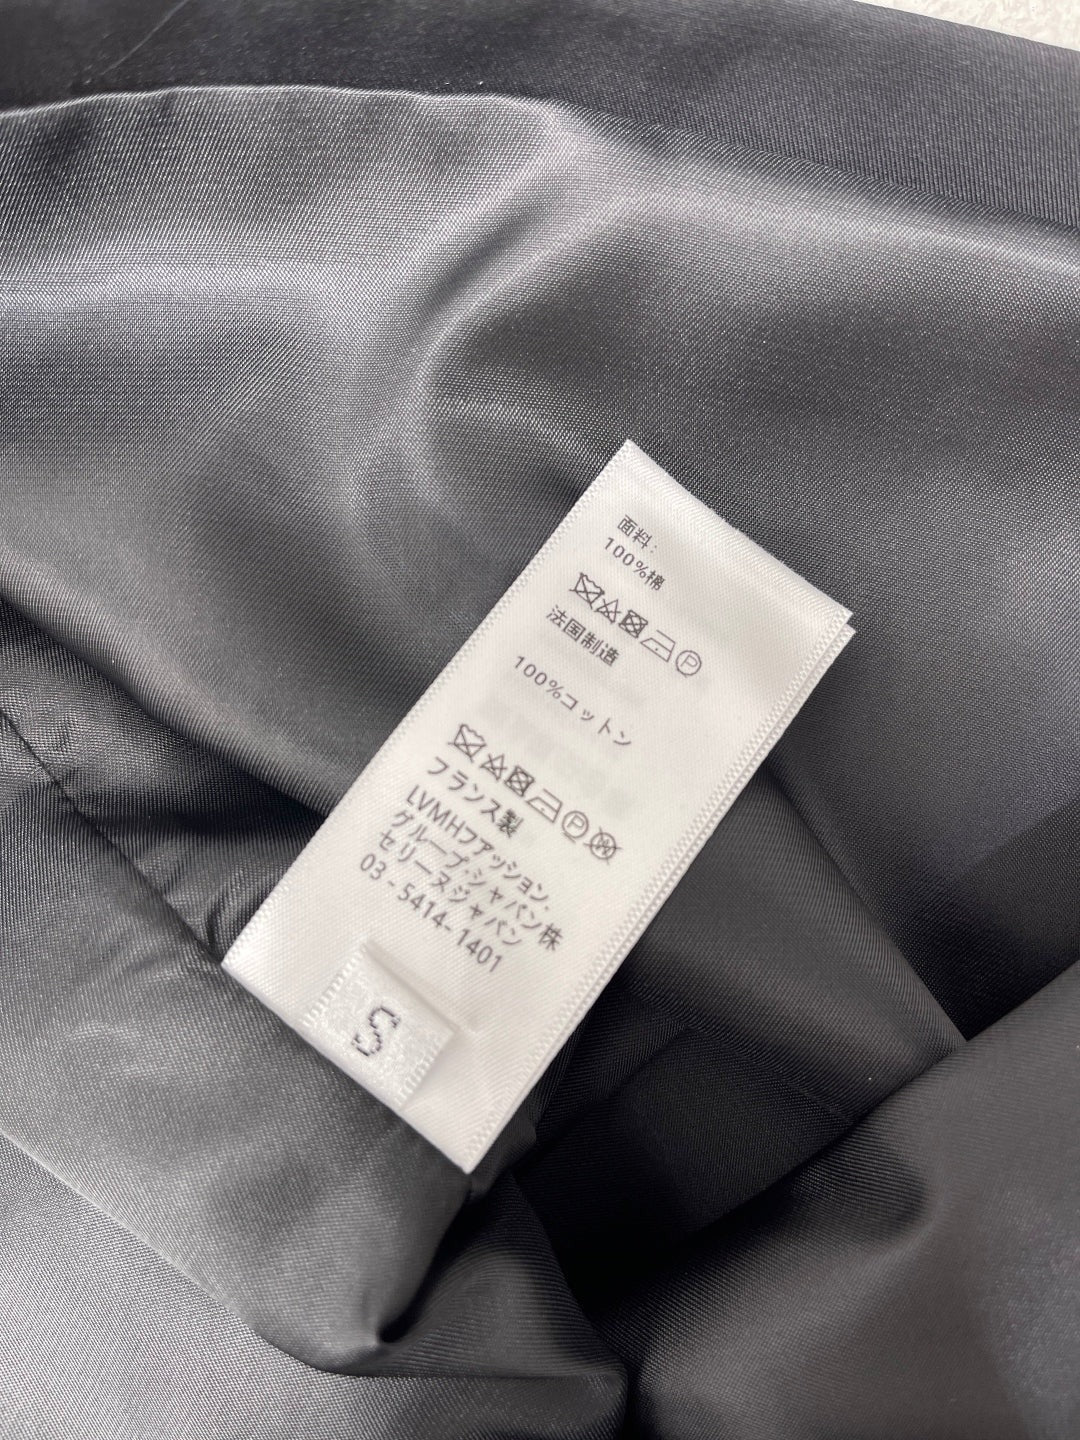 面料:
100%棉
P
法国制造
100%コットン
P W
フランス製
LVMHファッション.
グループ.ジャパン株
セリーヌジャパン
03-5414-1401
S